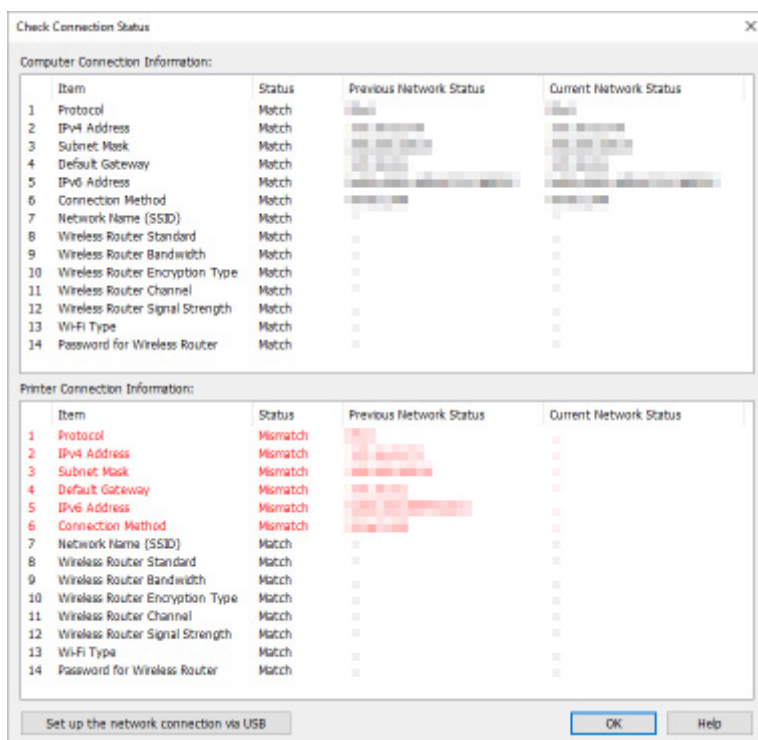 Check Connection Status
Computer Connection Information:
Item Status Previous Network Status Current Network Status
1 Protocol Match
2 IPv4 Address Match
3 Subnet Mask Match
4 Default Gateway Match
5 IPv6 Address Match
6 Connection Method Match
7 Network Name (SSID) Match
8 Wireless Router Standard Match
9 Wireless Router Bandwidth Match
10 Wireless Router Encryption Type Match
11 Wireless Router Channel Match
12 Wireless Router Signal Strength Match
13 Wi-Fi Type Match
14 Password for Wireless Router Match
Printer Connection Information:
Item Status Previous Network Status Current Network Status
1 Protocol Mismatch
2 IPv4 Address Mismatch
3 Subnet Mask Mismatch
4 Default Gateway Mismatch
5 IPv6 Address Mismatch
6 Connection Method Mismatch
7 Network Name (SSID) Match
8 Wireless Router Standard Match
9 Wireless Router Bandwidth Match
10 Wireless Router Encryption Type Match
11 Wireless Router Channel Match
12 Wireless Router Signal Strength Match
13 Wi-Fi Type Match
14 Password for Wireless Router Match
Set up the network connection via USB OK Help